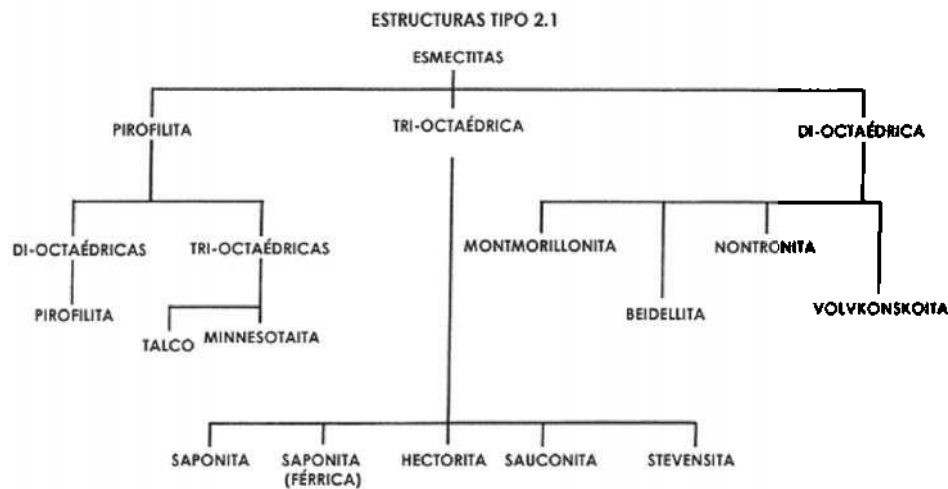 ESTRUCTURAS TIPO 2.1
ESMECTITAS
PIROFILITA
TRI-OCTAÉDRICA
DI-OCTAÉDRICA
DI-OCTAÉDRICAS
TRI-OCTAÉDRICAS
MONTMORILLONITA
NONTRONITA
PIROFILITA
TALCO
MINNESOTAITA
BEIDELLITA
VOLVKONSKOITA
SAPONITA
SAPONITA
(FÉRRICA)
HECTORITA
SAUCONITA
STEVENSITA